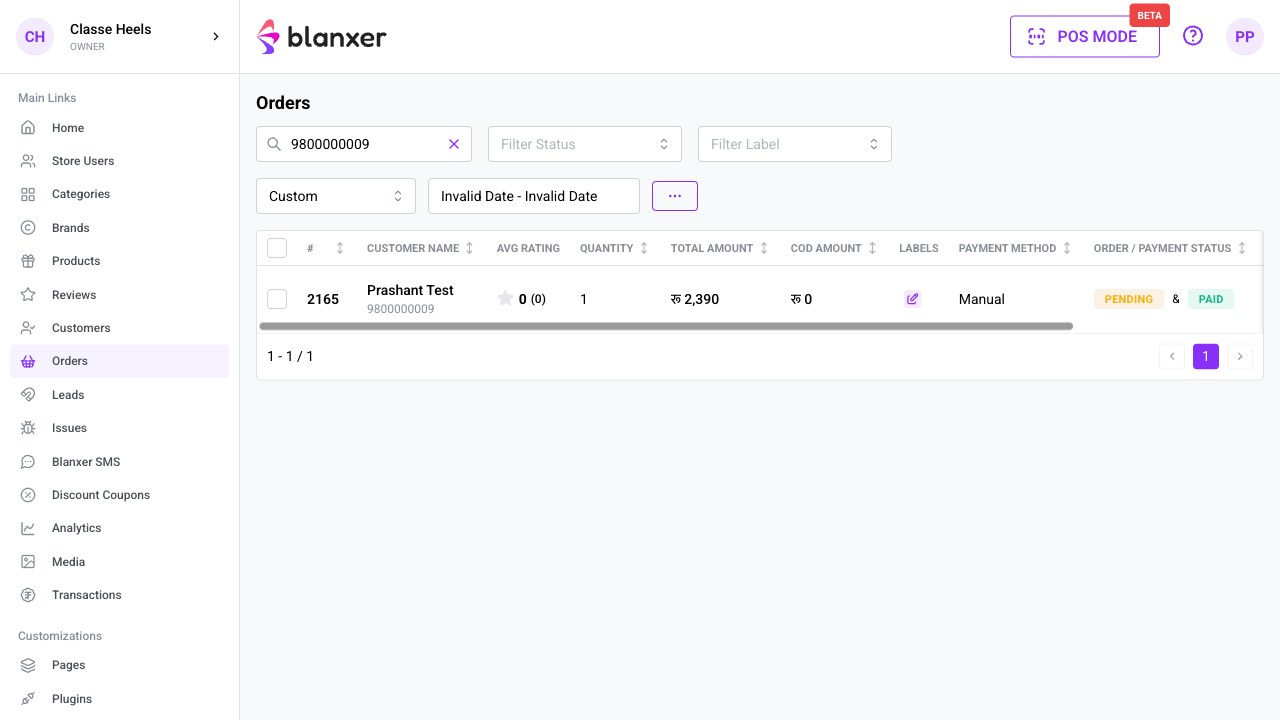 CH
Classe Heels
OWNER
blanxer
POS MODE
BETA
PP
Main Links
Home
Store Users
Categories
Brands
Products
Reviews
Customers
Orders
Leads
Issues
Blanxer SMS
Discount Coupons
Analytics
Media
Transactions
Customizations
Pages
Plugins
Orders
9800000009
Filter Status
Filter Label
Custom
Invalid Date - Invalid Date
# CUSTOMER NAME AVG RATING QUANTITY TOTAL AMOUNT COD AMOUNT LABELS PAYMENT METHOD ORDER / PAYMENT STATUS
2165 Prashant Test 0 (0) 1 रू 2,390 रू 0 Manual PENDING & PAID
9800000009
1 - 1 / 1
1